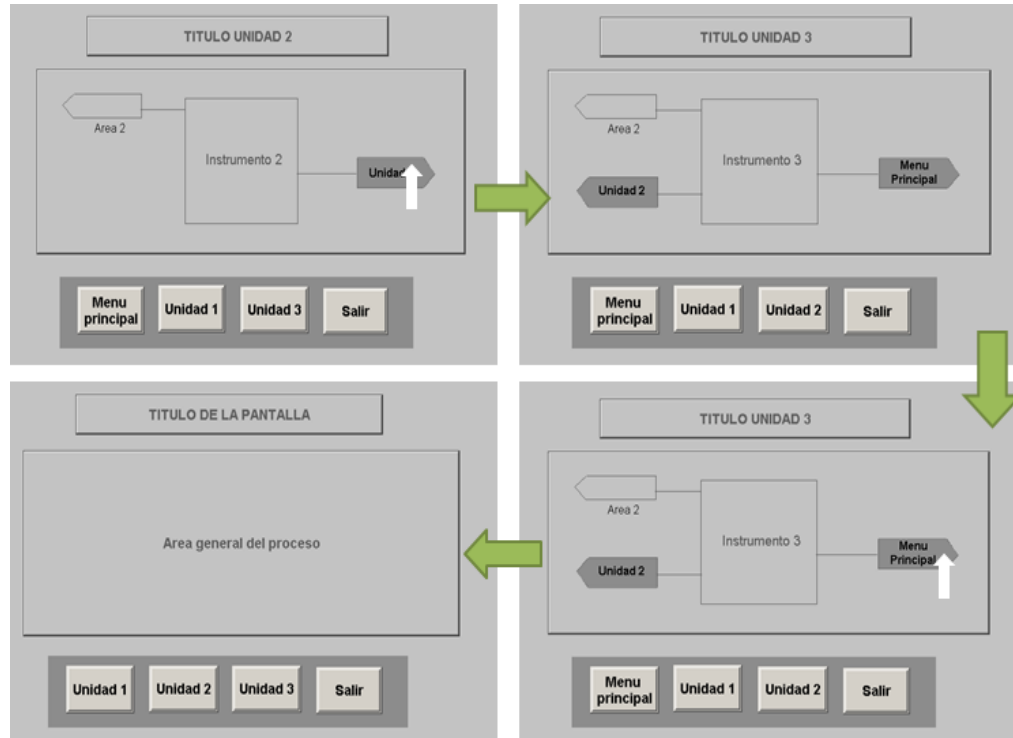 TITULO UNIDAD 2
Area 2
Instrumento 2
Unidad
Menu
principal
Unidad 1
Unidad 3
Salir
TITULO UNIDAD 3
Area 2
Instrumento 3
Menu
Principal
Unidad 2
Menu
principal
Unidad 1
Unidad 2
Salir
TITULO DE LA PANTALLA
Area general del proceso
Unidad 1
Unidad 2
Unidad 3
Salir
TITULO UNIDAD 3
Area 2
Instrumento 3
Menu
Principal
Unidad 2
Menu
principal
Unidad 1
Unidad 2
Salir